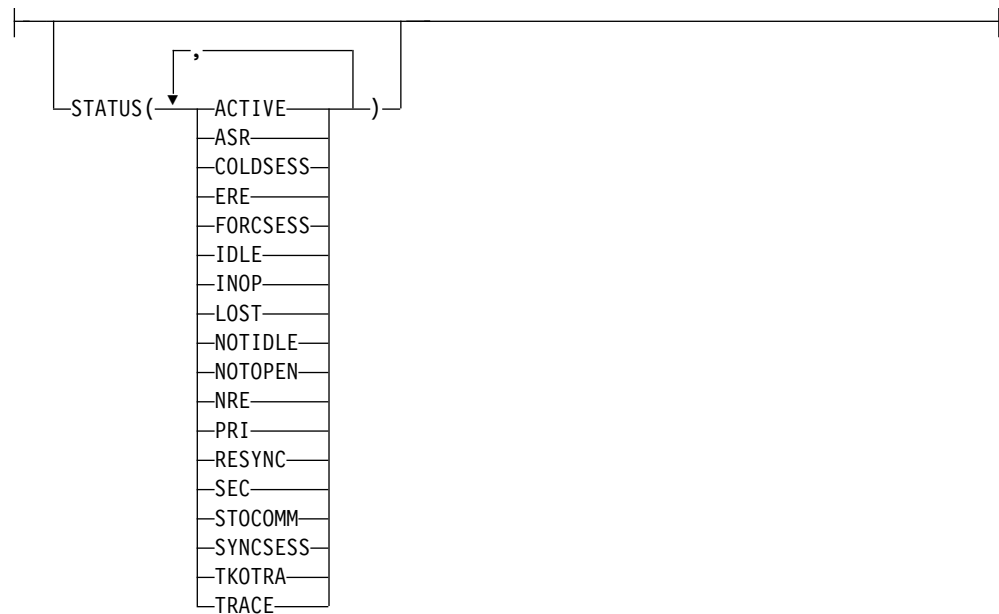 ,
STATUS( ACTIVE )
ASR
COLDSESS
ERE
FORCSESS
IDLE
INOP
LOST
NOTIDLE
NOTOPEN
NRE
PRI
RESYNC
SEC
STOCOMM
SYNCSESS
TKOTRA
TRACE